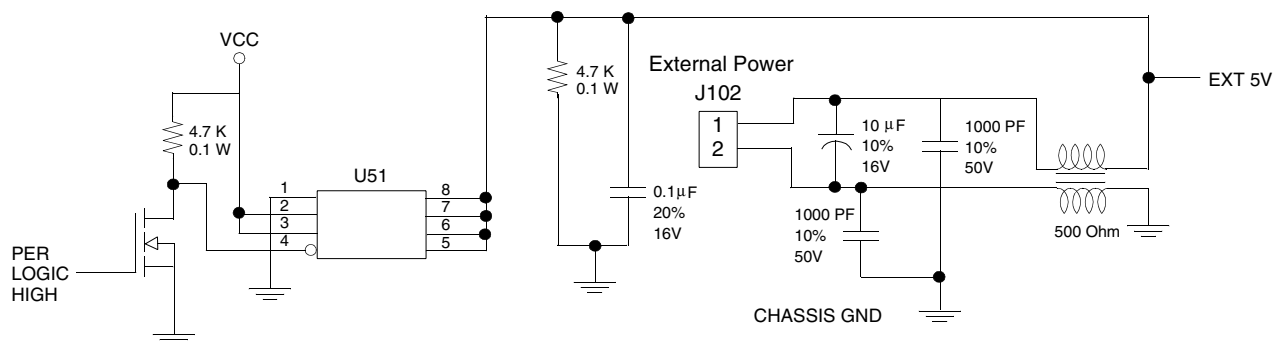 VCC
4.7 K
0.1 W
PER
LOGIC
HIGH
U51
1
2
3
4
8
7
6
5
4.7 K
0.1 W
0.1µF
20%
16V
External Power
J102
1
2
10 µF
10%
16V
1000 PF
10%
50V
1000 PF
10%
50V
500 Ohm
EXT 5V
CHASSIS GND